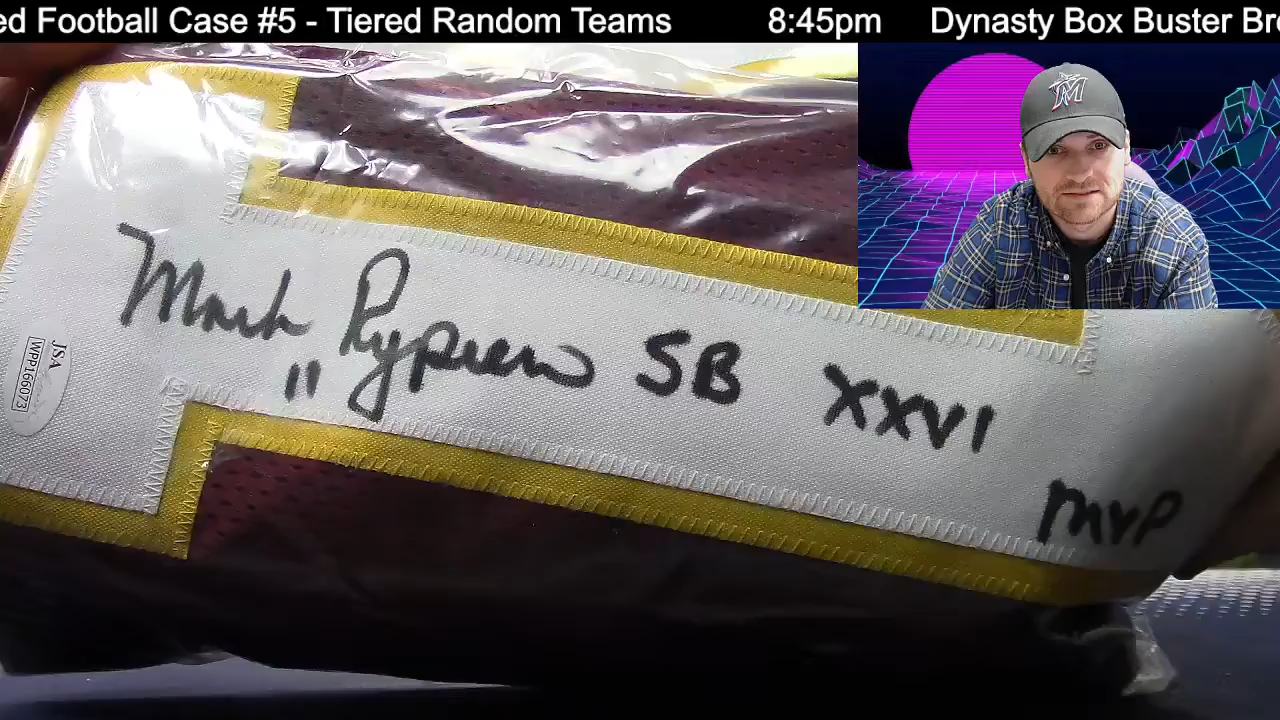 ed Football Case #5 - Tiered Random Teams 8:45pm Dynasty Box Buster Bre
M
Mark Rypien SB XXVI
"11
MVP
JSA
WPP166073